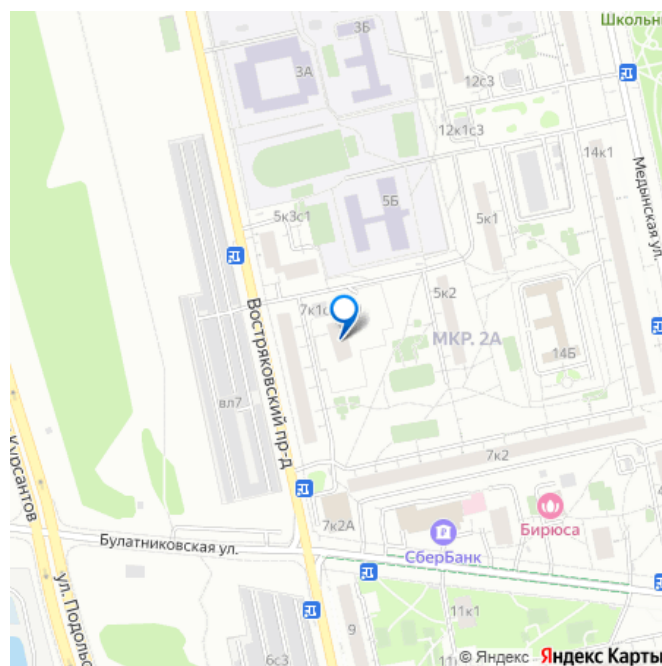 Школьн
3Б
3А
12с3
12к1с3
14к1
Медынская ул.
5Б
5к3с1
5к1
5к2
7к1с
Востряковский пр-д
МКР. 2А
14Б
вл7
Курсантов
7к2
7к2А
Бирюса
Булатниковская ул.
СберБанк
ул. Подольс
11к1
9
6с3
© Яндекс Яндекс Карты